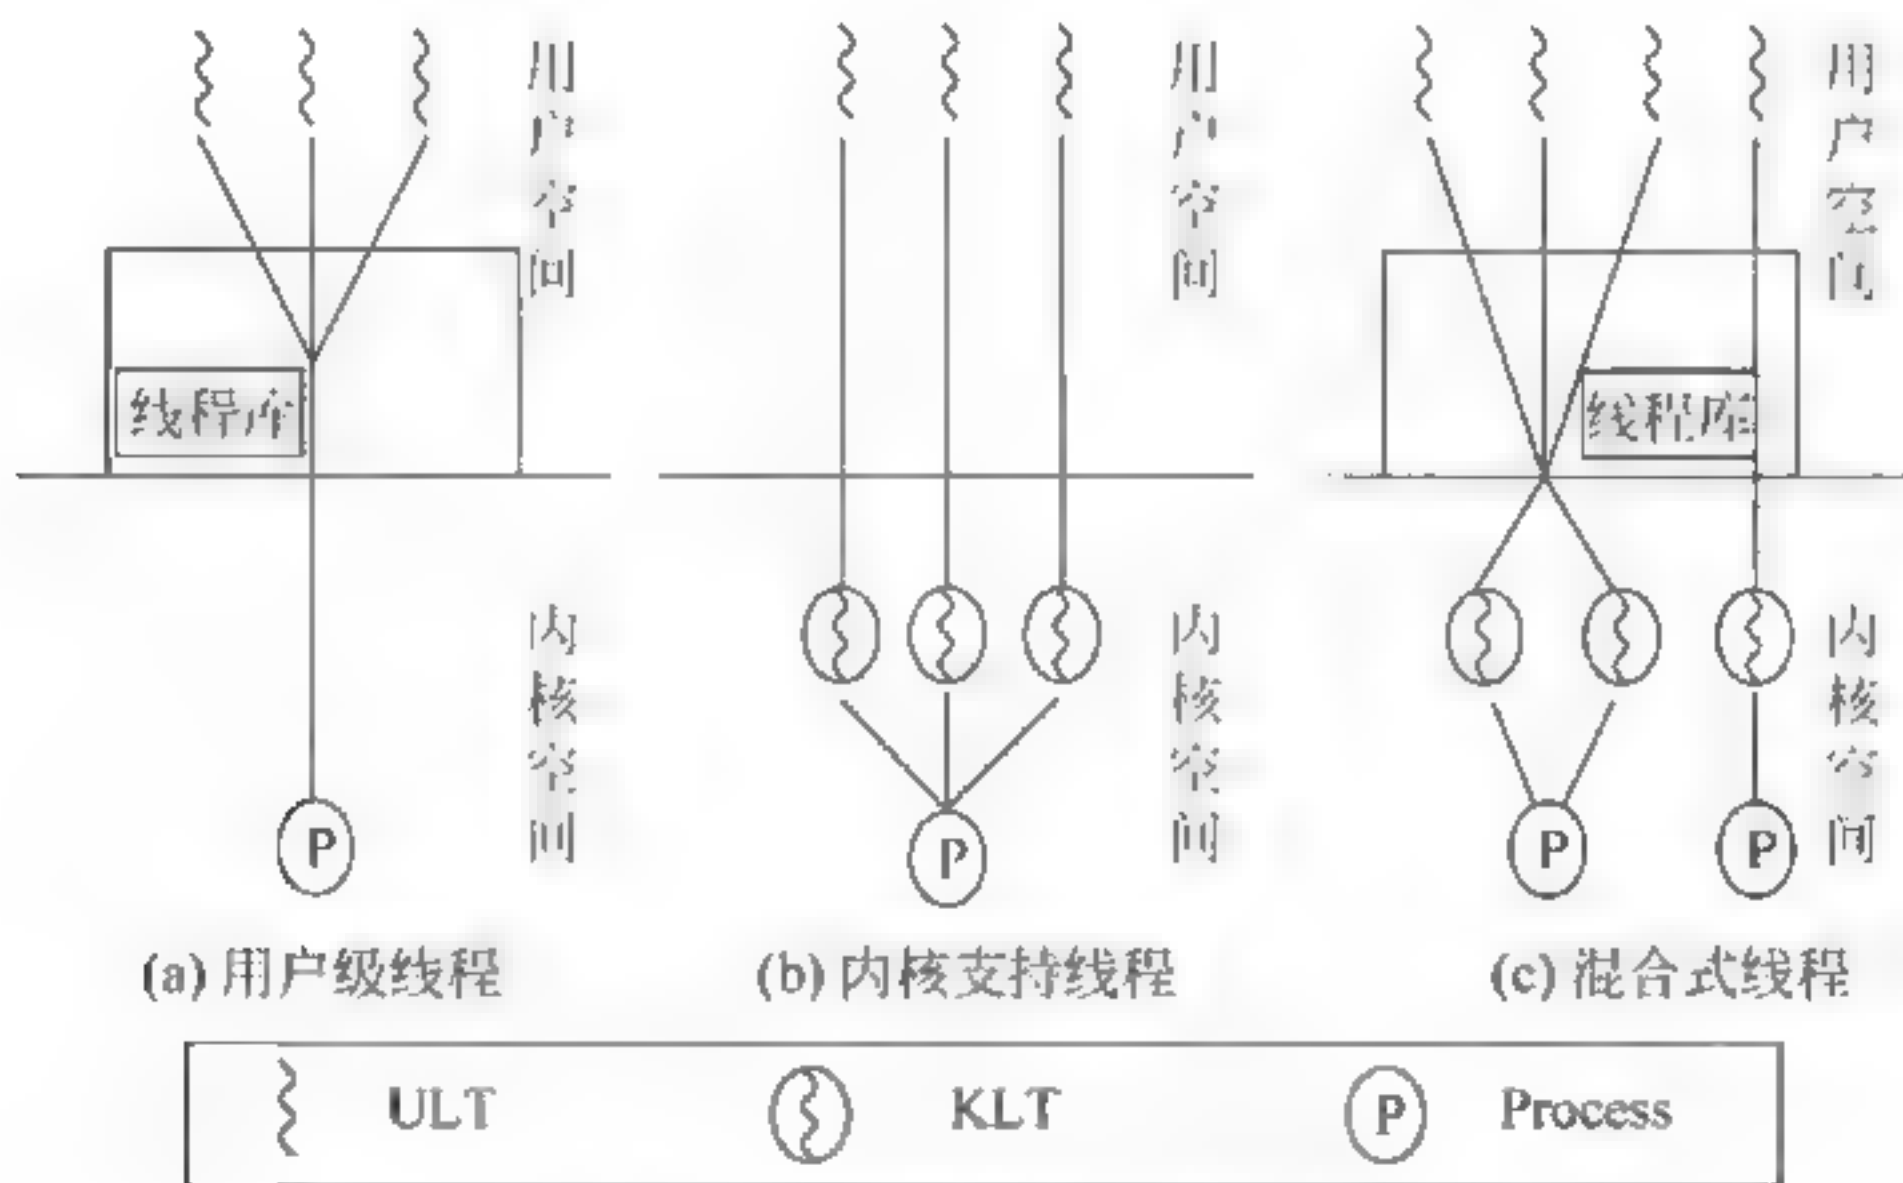 用户空间
用户空间
用户空间
线程库
线程库
内核空间
内核空间
内核空间
P
P
P
P
(a) 用户级线程
(b) 内核支持线程
(c) 混合式线程
ULT
KLT
P
Process